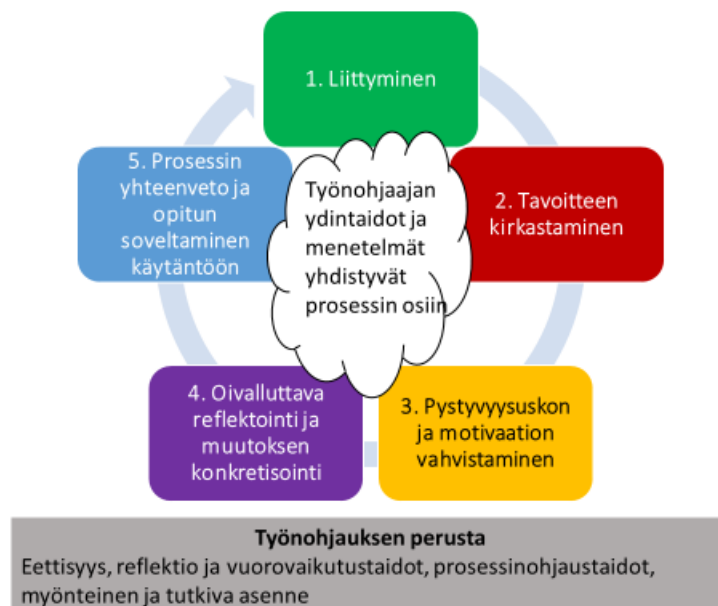 1. Liittyminen
2. Tavoitteen
kirkastaminen
3. Pystyvyysuskon
ja motivaation
vahvistaminen
4. Oivalluttava
reflektointi ja
muutoksen
konkretisointi
5. Prosessin
yhteenveto ja
opitun
soveltaminen
käytäntöön
Työnohjaajan
ydintaidot ja
menetelmät
yhdistyvät
prosessin osiin
Työnohjauksen perusta
Eettisyys, reflektio ja vuorovaikutustaidot, prosessinohjaustaidot,
myönteinen ja tutkiva asenne